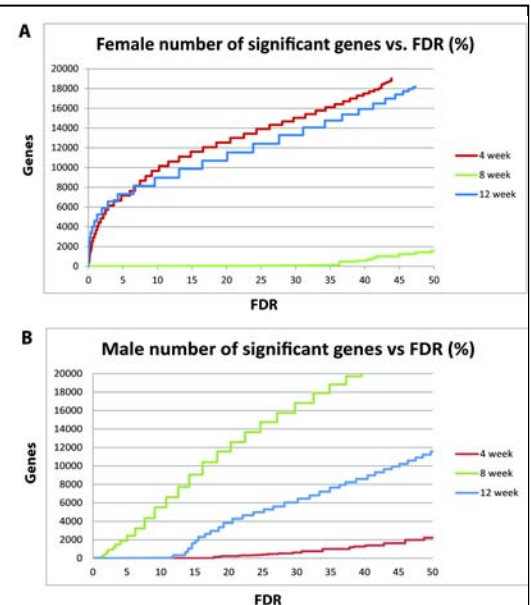 A
Female number of significant genes vs. FDR (%)
20000
18000
16000
14000
12000
10000
8000
6000
4000
2000
0
Genes
0 5 10 15 20 25 30 35 40 45 50
FDR
4 week
8 week
12 week
B
Male number of significant genes vs FDR (%)
20000
18000
16000
14000
12000
10000
8000
6000
4000
2000
0
Genes
0 5 10 15 20 25 30 35 40 45 50
FDR
4 week
8 week
12 week